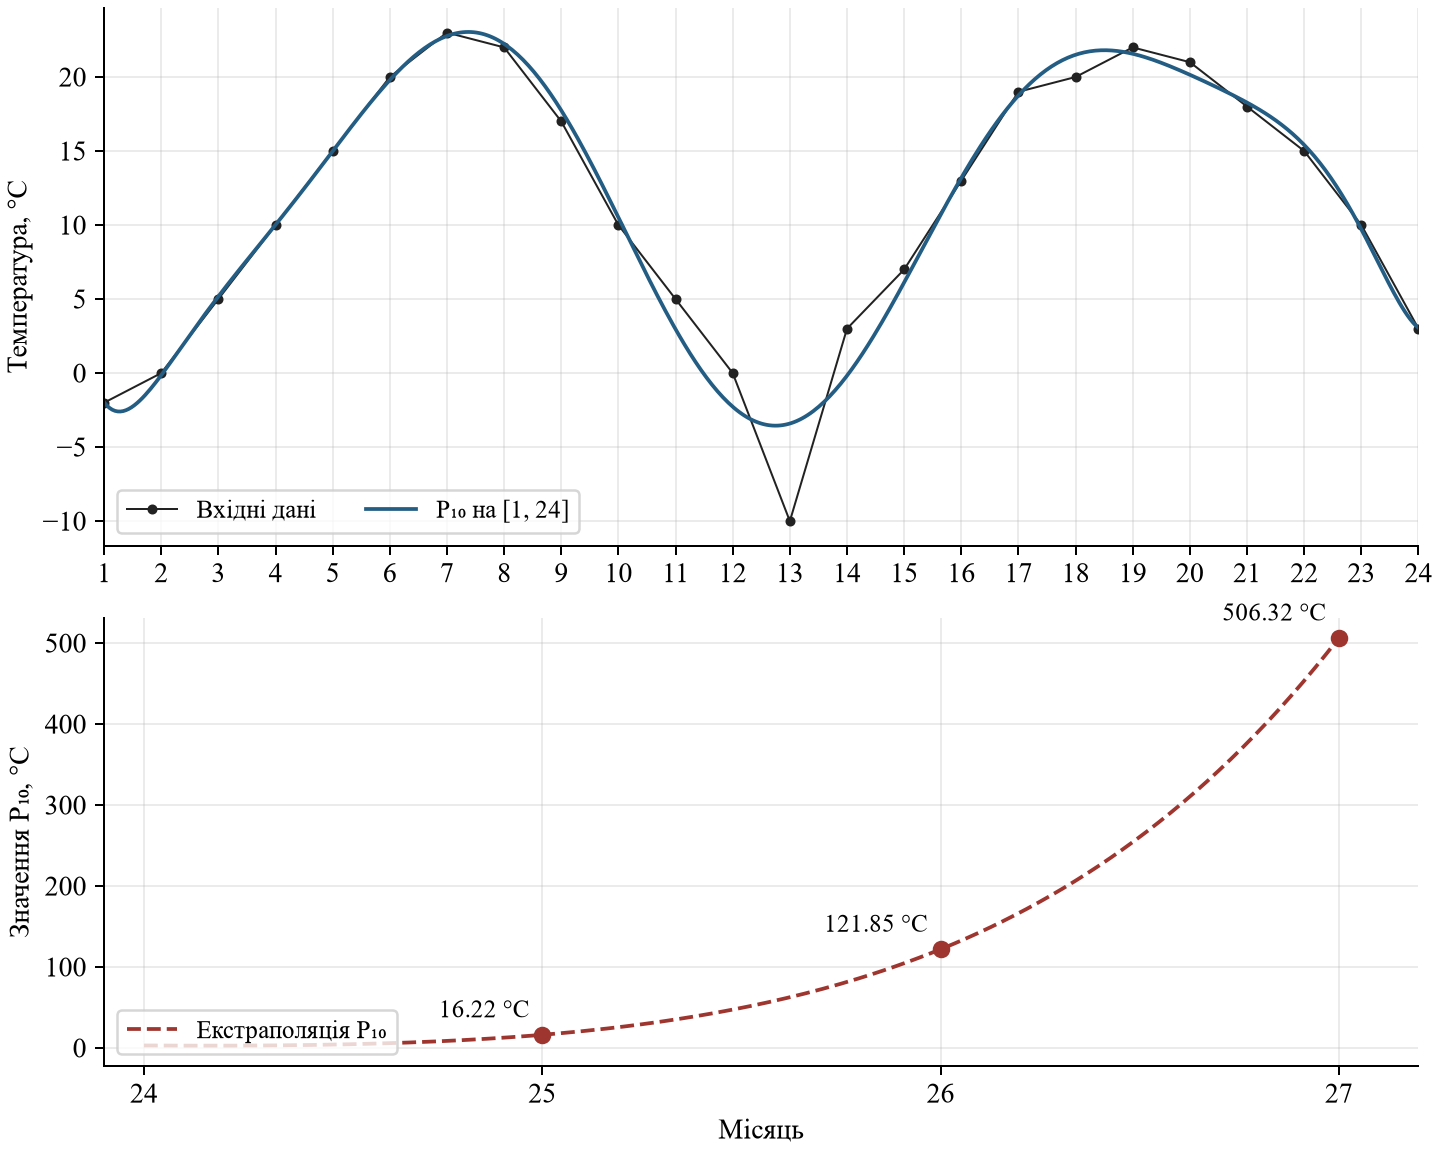 Температура, °C
20
15
10
5
0
−5
−10
Вхідні дані
P₁₀ на [1, 24]
1 2 3 4 5 6 7 8 9 10 11 12 13 14 15 16 17 18 19 20 21 22 23 24
Значення P₁₀, °C
500
400
300
200
100
0
506.32 °C
121.85 °C
16.22 °C
Екстраполяція P₁₀
24 25 26 27
Місяць